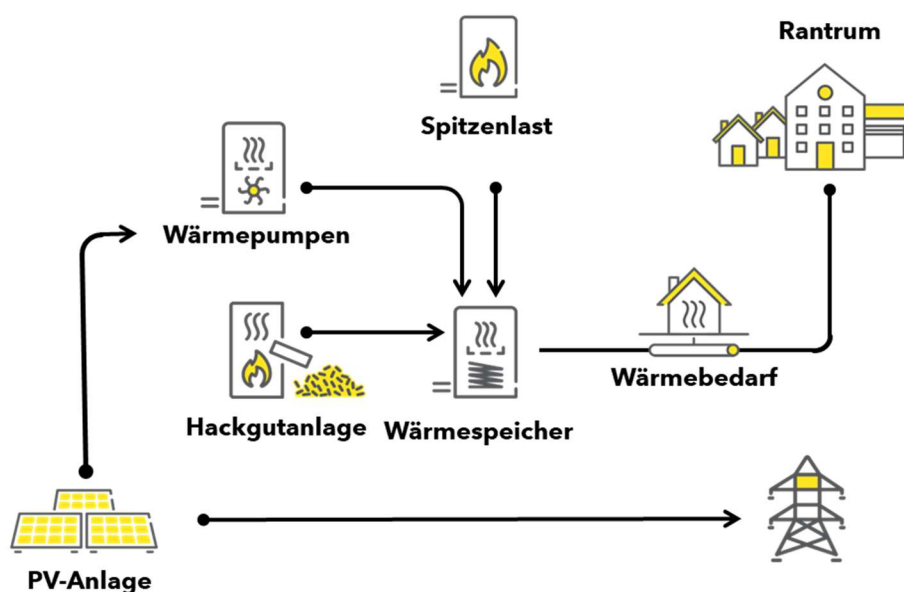 Rantrum
Spitzenlast
Wärmepumpen
Wärmebedarf
Hackgutanlage
Wärmespeicher
PV-Anlage